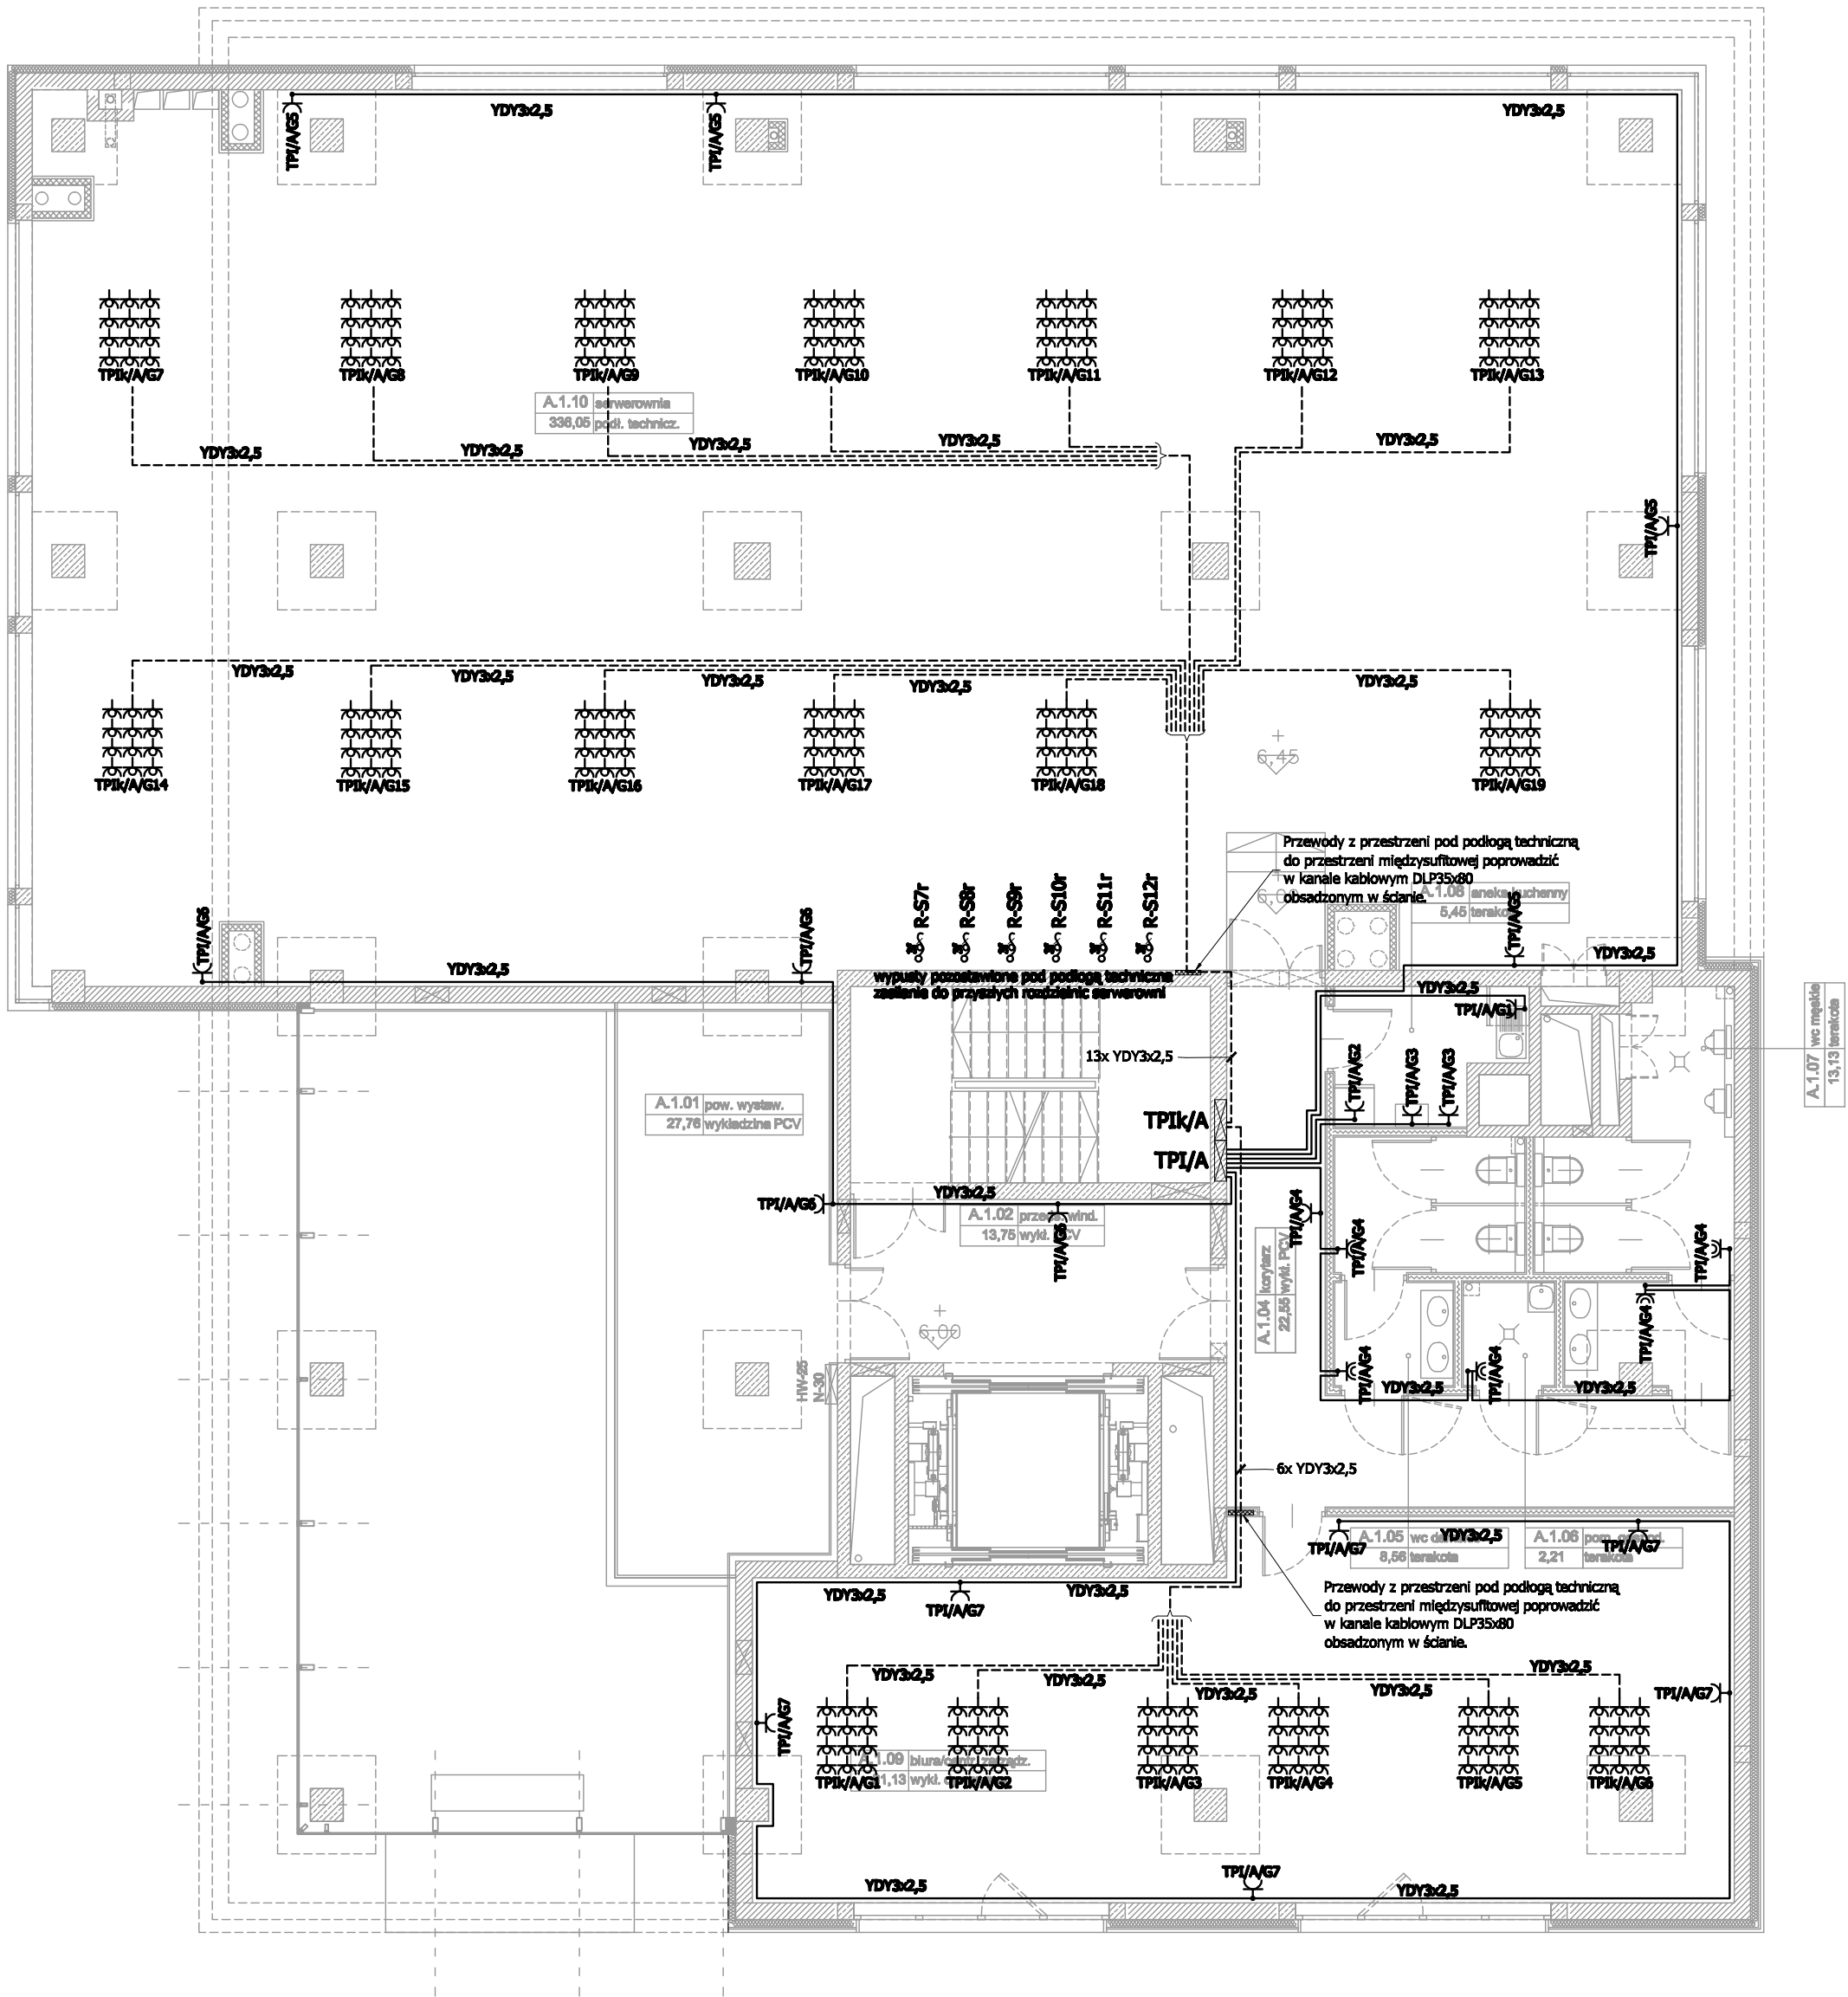 YDY3x2,5
YDY3x2,5
TPI/A/G5
TPI/A/G5
TPIk/A/G7
TPIk/A/G8
TPIk/A/G9
TPIk/A/G10
TPIk/A/G11
TPIk/A/G12
TPIk/A/G13
A.1.10 serwerownia
336,05 podł. technicz.
YDY3x2,5
YDY3x2,5
YDY3x2,5
YDY3x2,5
YDY3x2,5
TPI/A/G5
YDY3x2,5
YDY3x2,5
YDY3x2,5
YDY3x2,5
YDY3x2,5
TPIk/A/G14
TPIk/A/G15
TPIk/A/G16
TPIk/A/G17
TPIk/A/G18
TPIk/A/G19
6,45
Przewody z przestrzeni pod podłogą techniczną
do przestrzeni międzysufitowej poprowadzić
w kanale kablowym DLP35x80
obsadzonym w ścianie.
A.1.08 aneks kuchenny
5,45
TPI/A/G5
TPI/A/G6
TPI/A/G6
R-S7r
R-S8r
R-S9r
R-S10r
R-S11r
R-S12r
YDY3x2,5
YDY3x2,5
wypusty pozostawione pod podłogą techniczne
zasilanie do przyszłych rozdzielnic serwerowni
YDY3x2,5
TPI/A/G1
A.1.07 wc męskie
13,13 terakota
13x YDY3x2,5
TPI/A/G2
TPI/A/G3
TPI/A/G3
A.1.01 pow. wystaw.
27,76 wykładzina PCV
TPIk/A
TPI/A
YDY3x2,5
TPI/A/G6
A.1.02 wind.
13,75 wykł.
TPI/A/G6
TPI/A/G4
TPI/A/G4
TPI/A/G4
A.1.04 korytarz
22,55 wykł. PCV
6,00
TPI/A/G4
TPI/A/G4
TPI/A/G4
HW-25
N-30
YDY3x2,5
YDY3x2,5
6x YDY3x2,5
A.1.05 wc
8,56 terakota
YDY3x2,5
A.1.06 pom.
2,21 terakota
TPI/A/G7
TPI/A/G7
YDY3x2,5
YDY3x2,5
TPI/A/G7
Przewody z przestrzeni pod podłogą techniczną
do przestrzeni międzysufitowej poprowadzić
w kanale kablowym DLP35x80
obsadzonym w ścianie.
YDY3x2,5
YDY3x2,5
YDY3x2,5
YDY3x2,5
YDY3x2,5
TPI/A/G7
TPI/A/G7
A.1.09 biura/centr. zarządz.
wykł.
TPIk/A/G1
TPIk/A/G2
TPIk/A/G3
TPIk/A/G4
TPIk/A/G5
TPIk/A/G6
TPI/A/G7
YDY3x2,5
YDY3x2,5